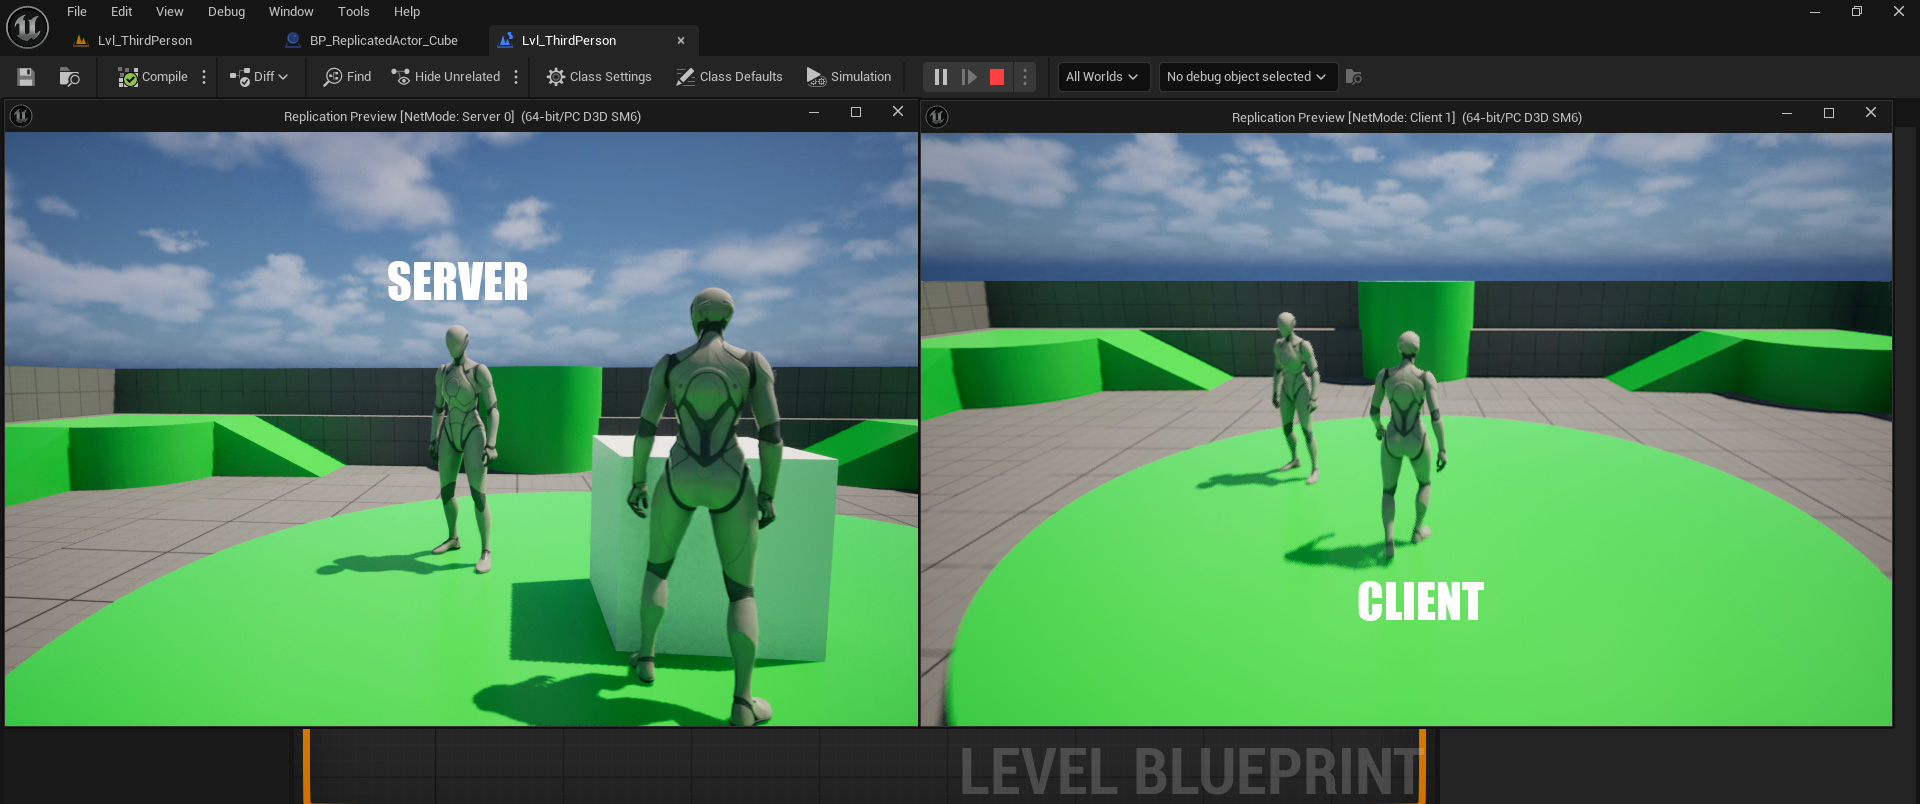 File Edit View Debug Window Tools Help
Lvl_ThirdPerson BP_ReplicatedActor_Cube Lvl_ThirdPerson
Compile Diff Find Hide Unrelated Class Settings Class Defaults Simulation All Worlds No debug object selected
Replication Preview [NetMode: Server 0] (64-bit/PC D3D SM6)
Replication Preview [NetMode: Client 1] (64-bit/PC D3D SM6)
SERVER
CLIENT
LEVEL BLUEPRINT